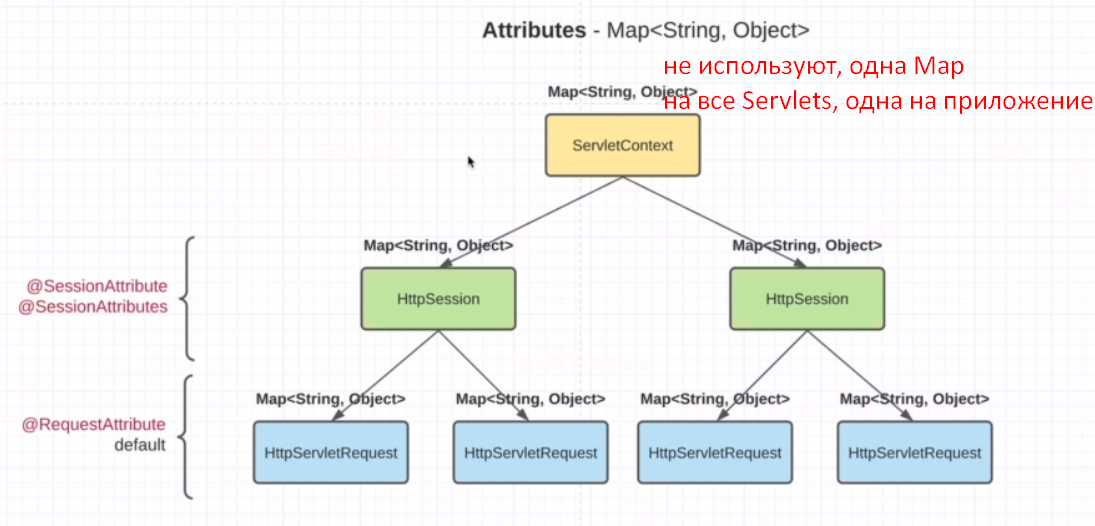 Attributes - Map<String, Object>
не используют, одна Map
Map<String, Object>
на все Servlets, одна на приложение
ServletContext
Map<String, Object>
Map<String, Object>
@SessionAttribute
@SessionAttributes
HttpSession
HttpSession
Map<String, Object>
Map<String, Object>
Map<String, Object>
Map<String, Object>
@RequestAttribute
default
HttpServletRequest
HttpServletRequest
HttpServletRequest
HttpServletRequest